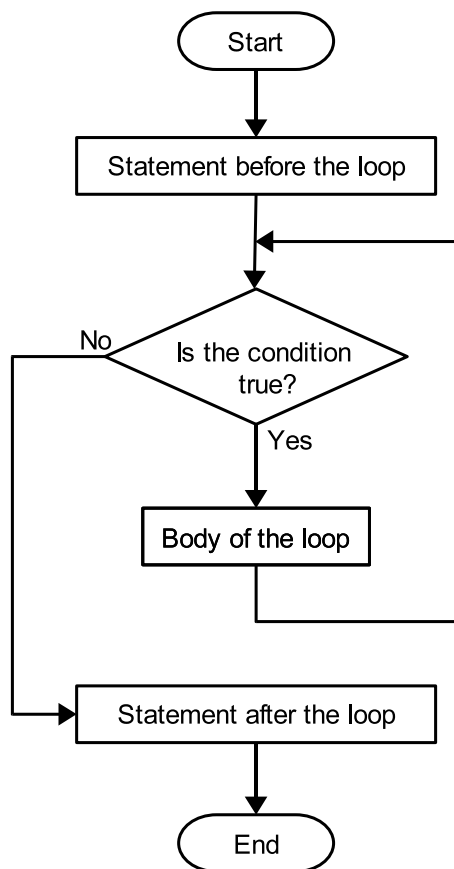 Start
Statement before the loop
Is the condition
true?
No
Yes
Body of the loop
Statement after the loop
End